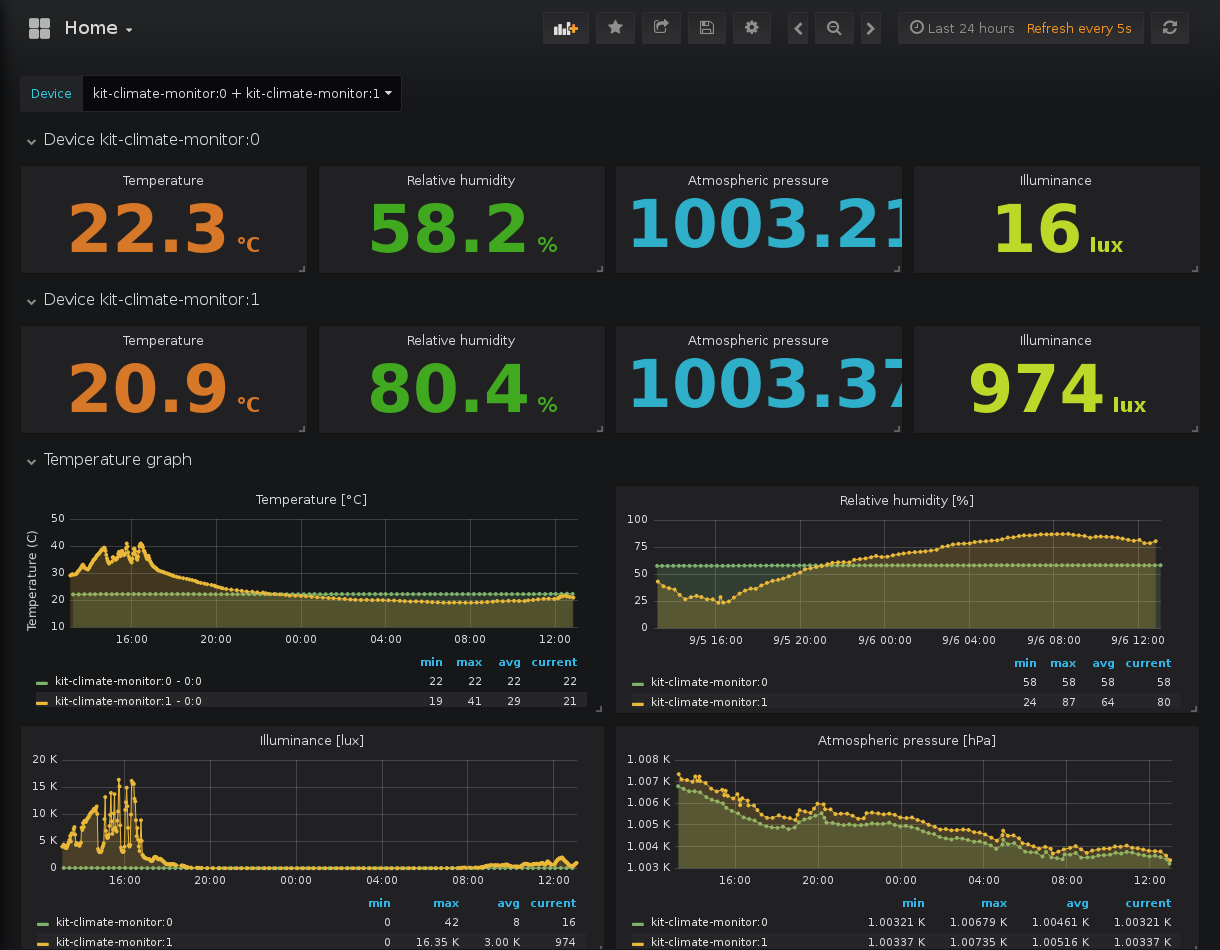 Home
Last 24 hours Refresh every 5s
Device kit-climate-monitor:0 + kit-climate-monitor:1
Device kit-climate-monitor:0
Temperature Relative humidity Atmospheric pressure Illuminance
22.3 °C 58.2 % 1003.21 16 lux
Device kit-climate-monitor:1
Temperature Relative humidity Atmospheric pressure Illuminance
20.9 °C 80.4 % 1003.37 974 lux
Temperature graph
Temperature [°C]
Temperature (C)
50
40
30
20
10
16:00 20:00 00:00 04:00 08:00 12:00
min max avg current
kit-climate-monitor:0 - 0:0 22 22 22 22
kit-climate-monitor:1 - 0:0 19 41 29 21
Relative humidity [%]
100
75
50
25
0
9/5 16:00 9/5 20:00 9/6 00:00 9/6 04:00 9/6 08:00 9/6 12:00
min max avg current
kit-climate-monitor:0 58 58 58 58
kit-climate-monitor:1 24 87 64 80
Illuminance [lux]
20 K
15 K
10 K
5 K
0
16:00 20:00 00:00 04:00 08:00 12:00
min max avg current
kit-climate-monitor:0 0 42 8 16
kit-climate-monitor:1 0 16.35 K 3.00 K 974
Atmospheric pressure [hPa]
1.008 K
1.007 K
1.006 K
1.005 K
1.004 K
1.003 K
16:00 20:00 00:00 04:00 08:00 12:00
min max avg current
kit-climate-monitor:0 1.00321 K 1.00679 K 1.00461 K 1.00321 K
kit-climate-monitor:1 1.00337 K 1.00735 K 1.00516 K 1.00337 K